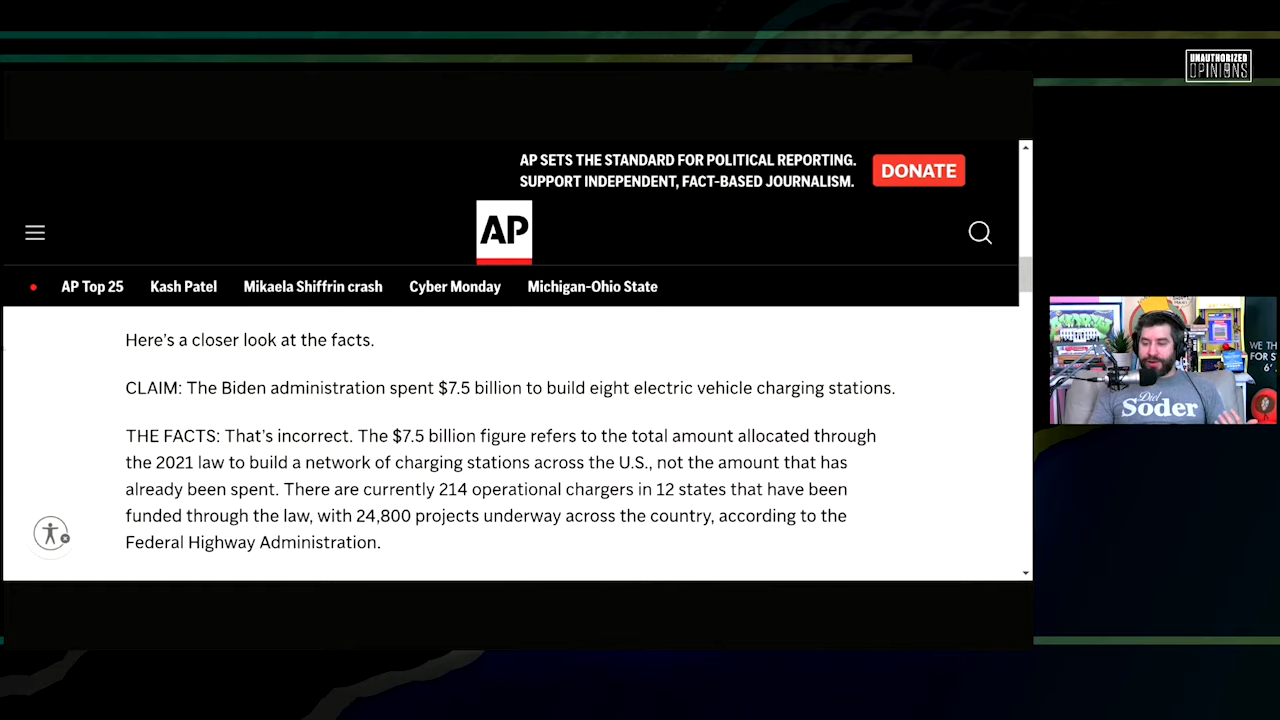 UNAUTHORIZED
OPINIONS
AP SETS THE STANDARD FOR POLITICAL REPORTING.
SUPPORT INDEPENDENT, FACT-BASED JOURNALISM.
DONATE
AP
AP Top 25
Kash Patel
Mikaela Shiffrin crash
Cyber Monday
Michigan-Ohio State
Here’s a closer look at the facts.
CLAIM: The Biden administration spent $7.5 billion to build eight electric vehicle charging stations.
THE FACTS: That’s incorrect. The $7.5 billion figure refers to the total amount allocated through
the 2021 law to build a network of charging stations across the U.S., not the amount that has
already been spent. There are currently 214 operational chargers in 12 states that have been
funded through the law, with 24,800 projects underway across the country, according to the
Federal Highway Administration.
WE TH
FOR S
6'
Soder